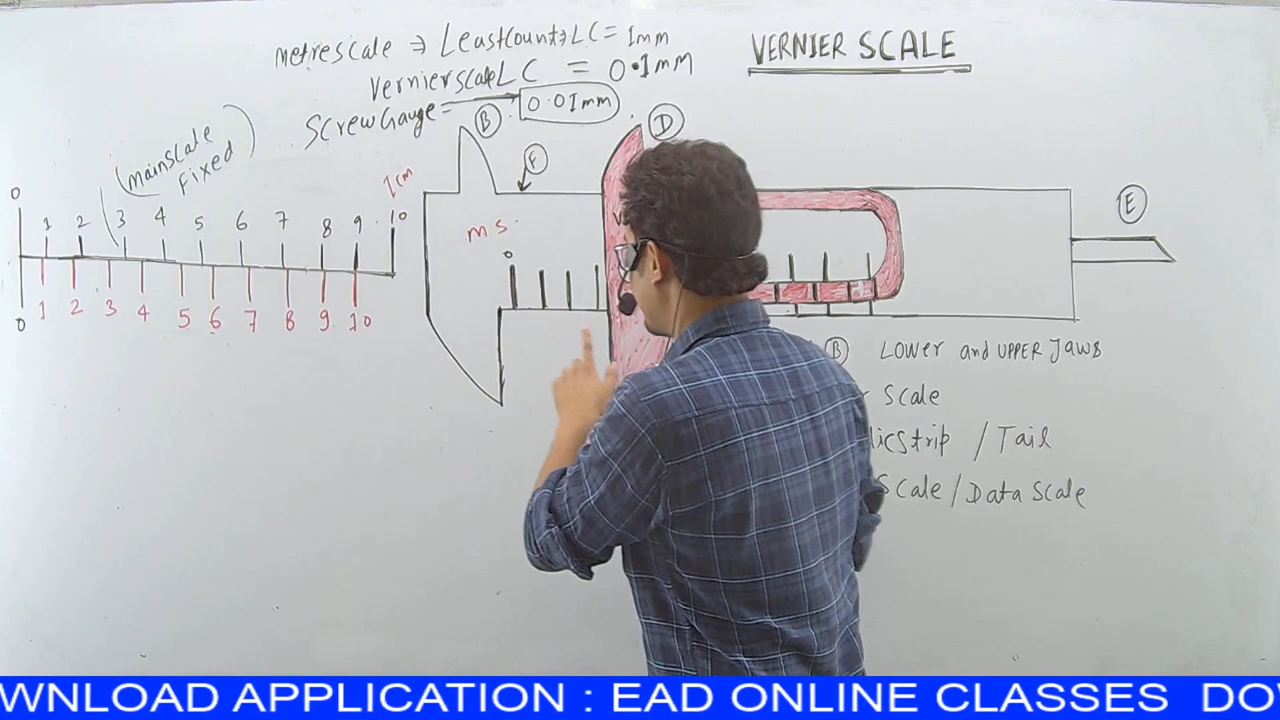 metrescale ⇒ LeastCount⇒LC = 1mm
VERNIER SCALE
vernierscaleLC = 0.1mm
ScrewGauge = 0.01mm
B
D
mainscale
Fixed
F
1cm
E
0 1 2 3 4 5 6 7 8 9 10
ms
0
0 1 2 3 4 5 6 7 8 9 10
B Lower and UPPER Jaws
Scale
Strip / Tail
Scale / Data Scale
WNLOAD APPLICATION : EAD ONLINE CLASSES DO